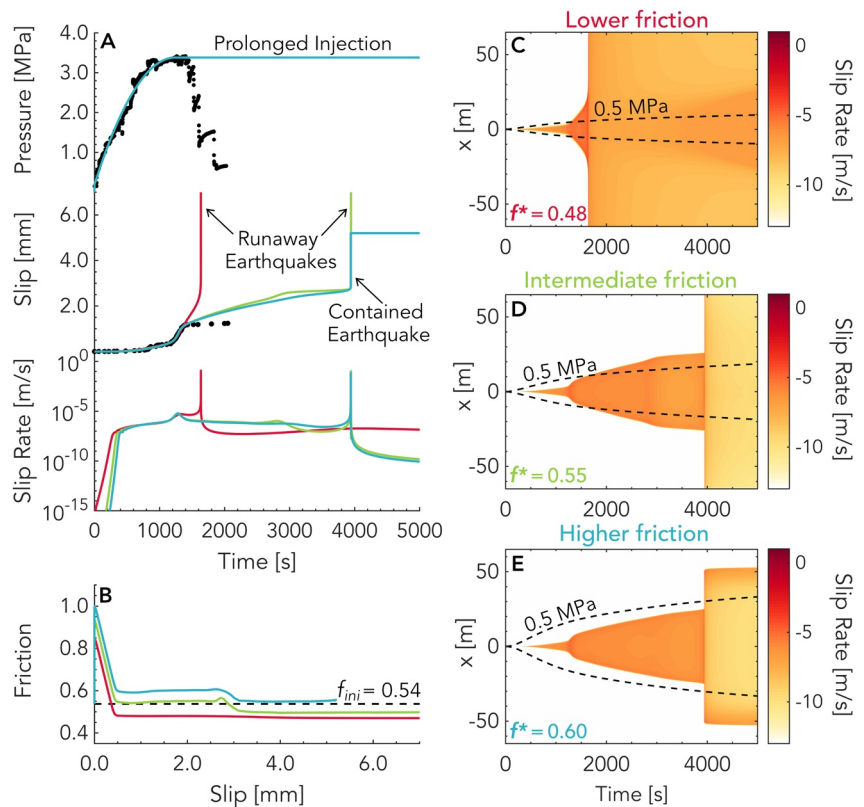 A
Prolonged Injection
Pressure [MPa]
4.0
3.0
2.0
1.0
Slip [mm]
6.0
4.0
2.0
Runaway
Earthquakes
Contained
Earthquake
Slip Rate [m/s]
10⁰
10⁻⁵
10⁻¹⁰
10⁻¹⁵
0 1000 2000 3000 4000 5000
Time [s]
B
Friction
1.0
0.8
0.6
0.4
f_ini = 0.54
0.0 2.0 4.0 6.0
Slip [mm]
Lower friction
C
x [m]
50
0
-50
0.5 MPa
f* = 0.48
0 2000 4000
0
-5
-10
Slip Rate [m/s]
Intermediate friction
D
x [m]
50
0
-50
0.5 MPa
f* = 0.55
0 2000 4000
0
-5
-10
Slip Rate [m/s]
Higher friction
E
x [m]
50
0
-50
0.5 MPa
f* = 0.60
0 2000 4000
Time [s]
0
-5
-10
Slip Rate [m/s]